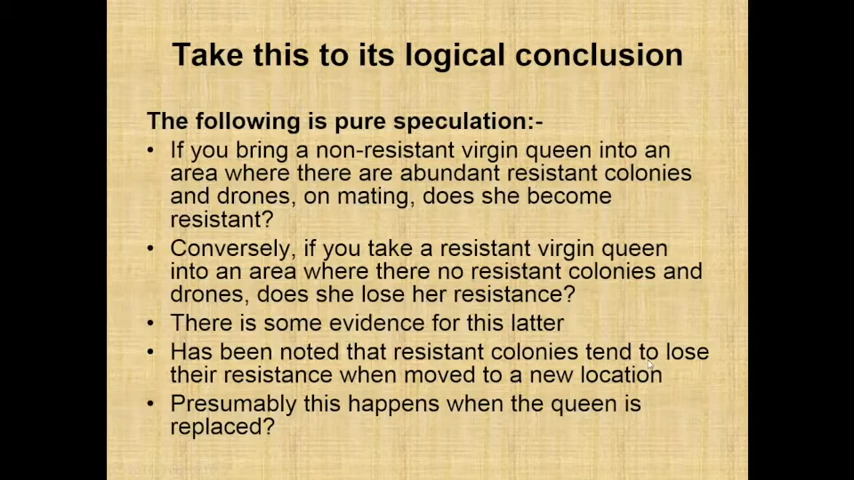 Take this to its logical conclusion
The following is pure speculation:-
• If you bring a non-resistant virgin queen into an
area where there are abundant resistant colonies
and drones, on mating, does she become
resistant?
• Conversely, if you take a resistant virgin queen
into an area where there no resistant colonies and
drones, does she lose her resistance?
• There is some evidence for this latter
• Has been noted that resistant colonies tend to lose
their resistance when moved to a new location
• Presumably this happens when the queen is
replaced?